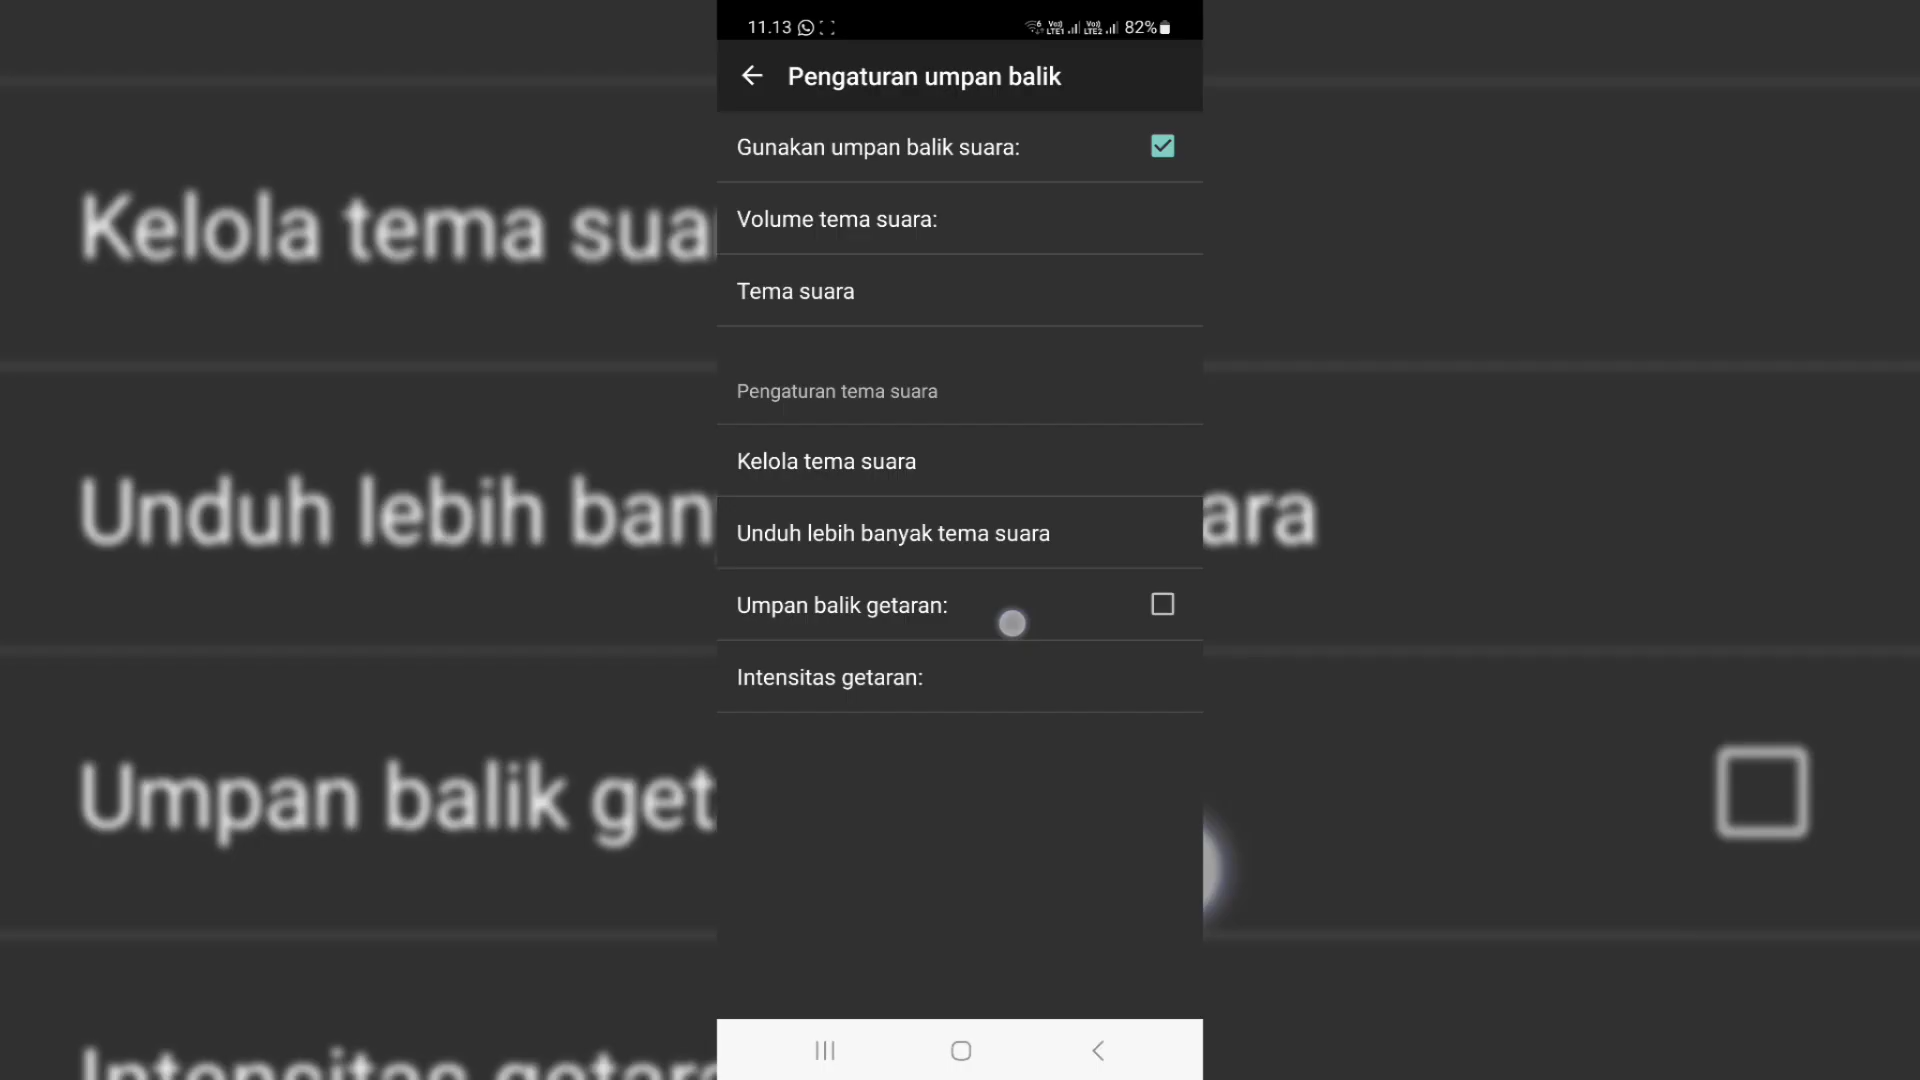 11.13
82%
Pengaturan umpan balik
Gunakan umpan balik suara:
Volume tema suara:
Tema suara
Pengaturan tema suara
Kelola tema suara
Unduh lebih banyak tema suara
Umpan balik getaran:
Intensitas getaran:
Kelola tema sua
Unduh lebih ban
ara
Umpan balik get